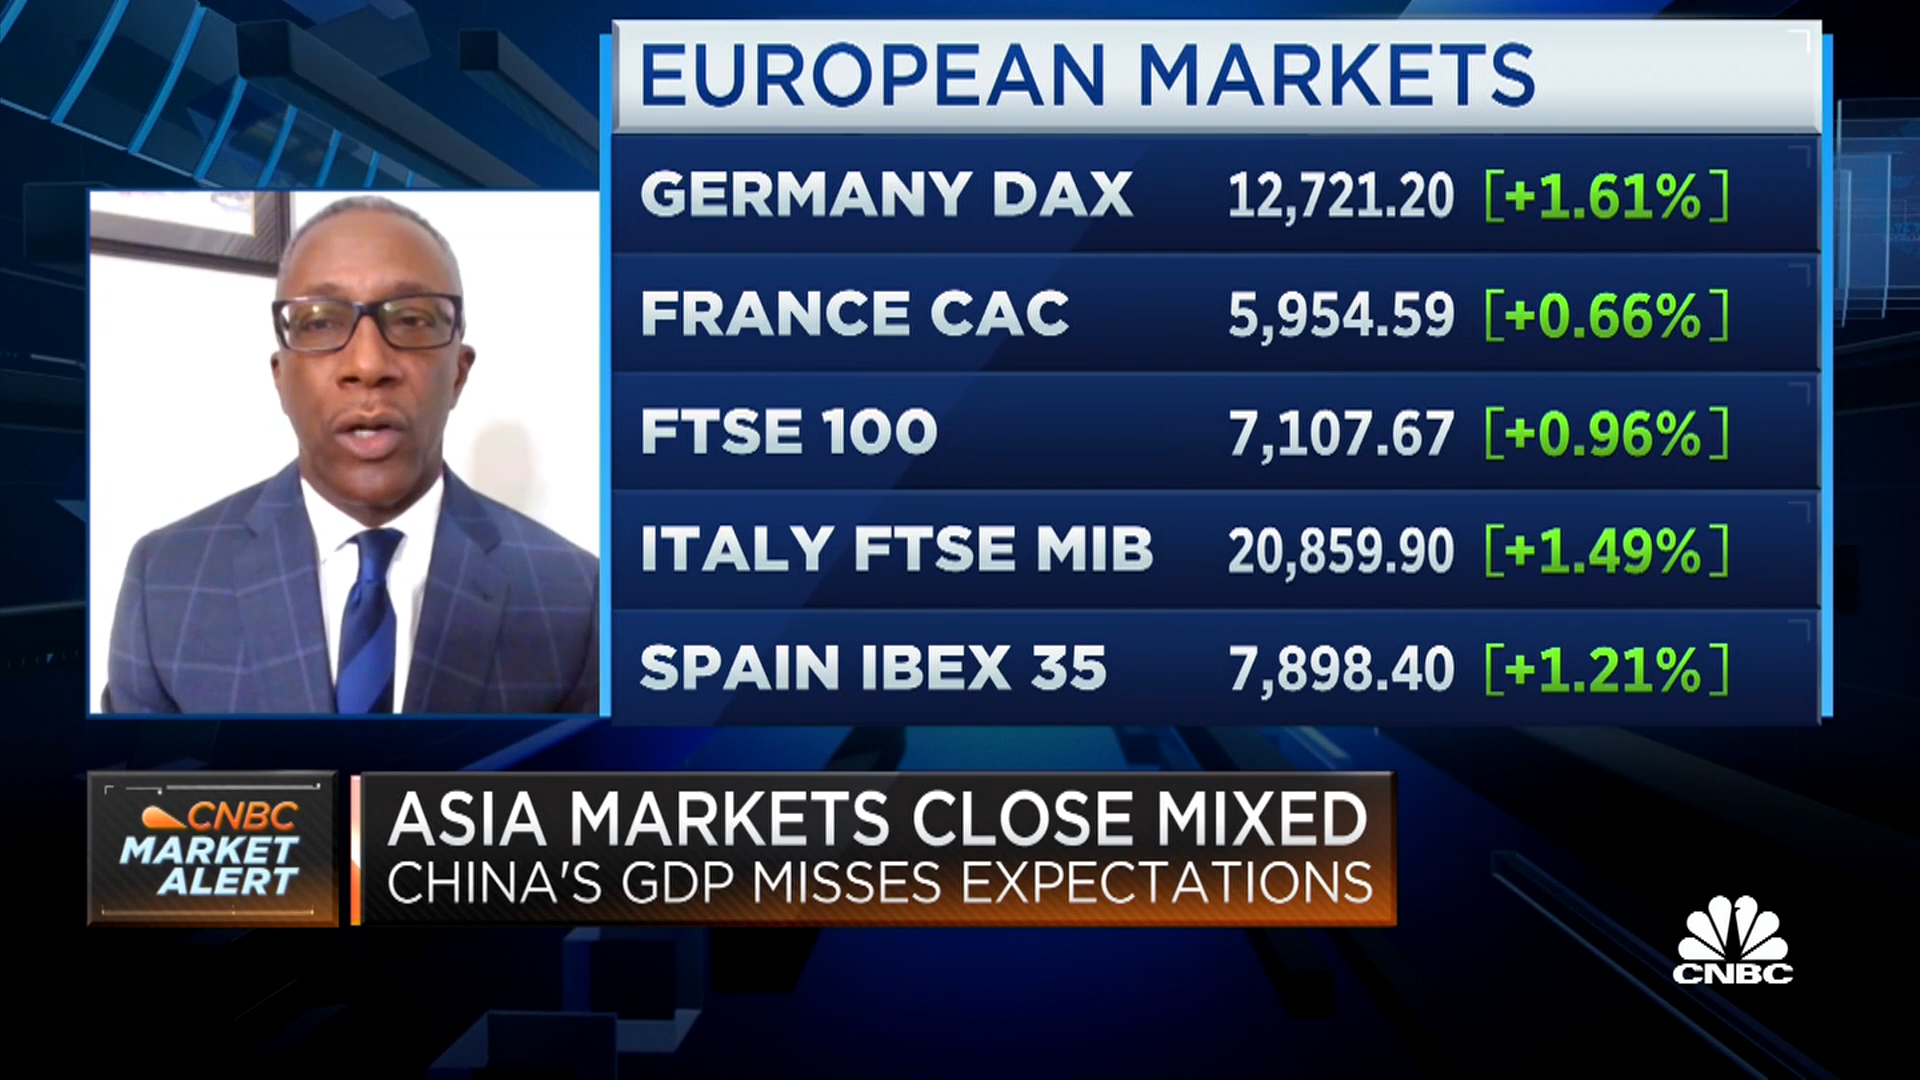 EUROPEAN MARKETS
GERMANY DAX 12,721.20 [+1.61%]
FRANCE CAC 5,954.59 [+0.66%]
FTSE 100 7,107.67 [+0.96%]
ITALY FTSE MIB 20,859.90 [+1.49%]
SPAIN IBEX 35 7,898.40 [+1.21%]
CNBC
MARKET
ALERT
ASIA MARKETS CLOSE MIXED
CHINA'S GDP MISSES EXPECTATIONS
CNBC